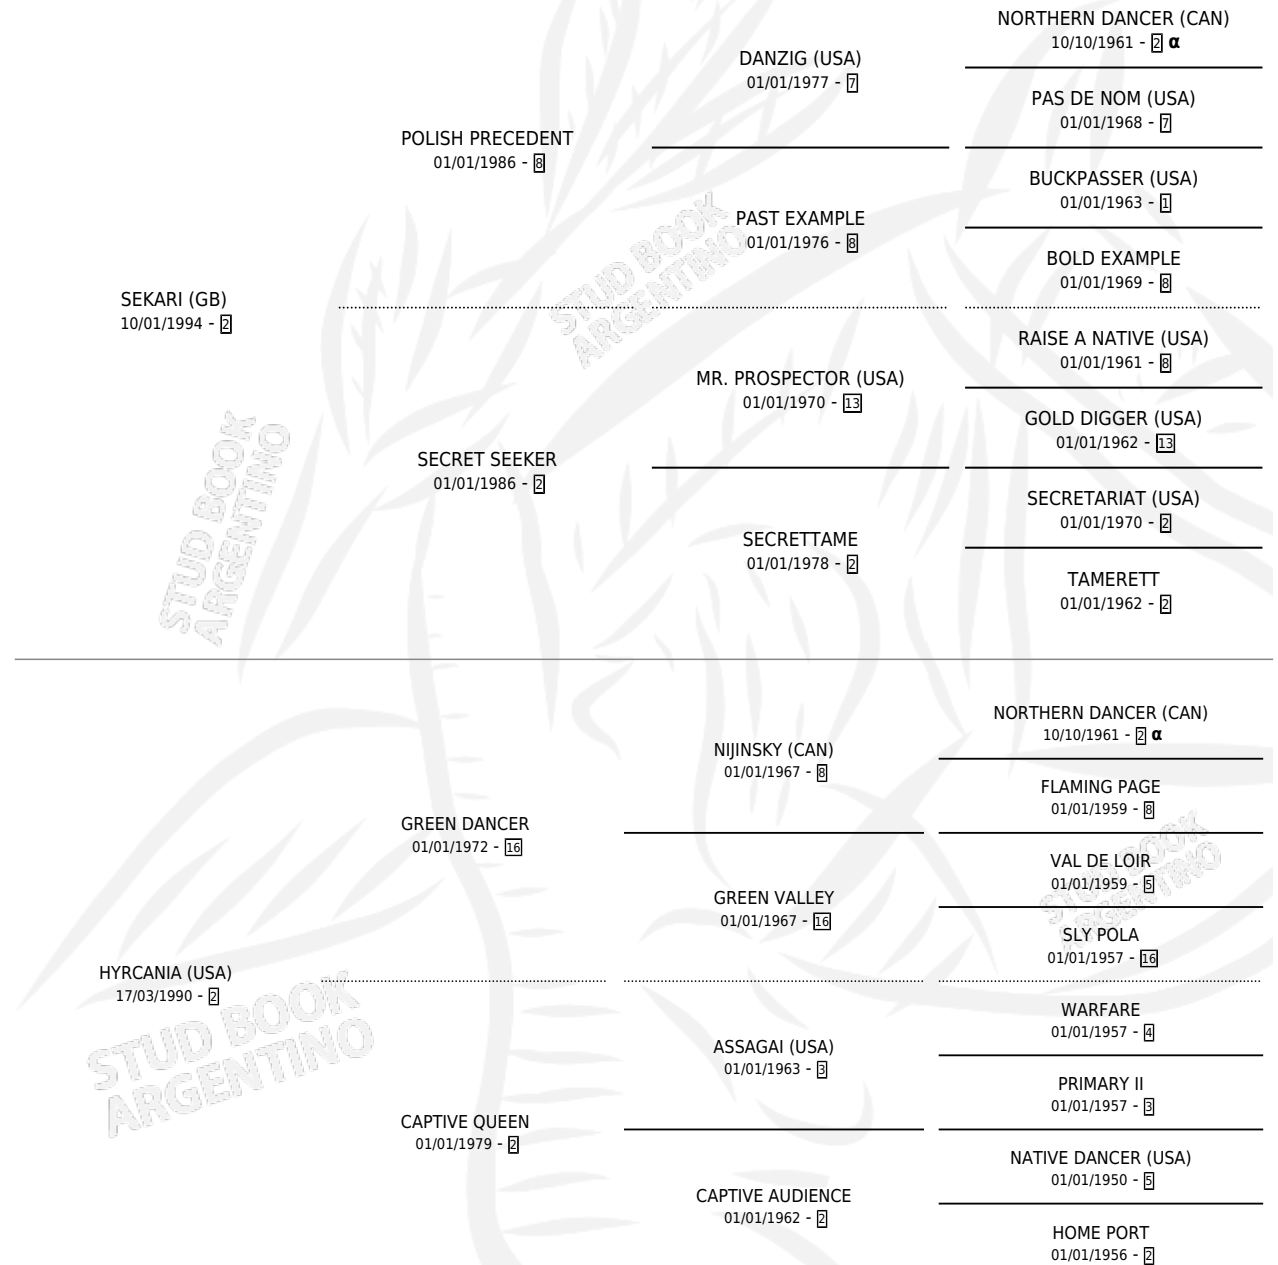 NORTHERN DANCER (CAN)
10/10/1961 - 2 α
DANZIG (USA)
01/01/1977 - 7
PAS DE NOM (USA)
01/01/1968 - 7
POLISH PRECEDENT
01/01/1986 - 8
BUCKPASSER (USA)
01/01/1963 - 1
PAST EXAMPLE
01/01/1976 - 8
BOLD EXAMPLE
01/01/1969 - 8
SEKARI (GB)
10/01/1994 - 2
RAISE A NATIVE (USA)
01/01/1961 - 8
MR. PROSPECTOR (USA)
01/01/1970 - 13
GOLD DIGGER (USA)
01/01/1962 - 13
SECRET SEEKER
01/01/1986 - 2
SECRETARIAT (USA)
01/01/1970 - 2
SECRETTAME
01/01/1978 - 2
TAMERETT
01/01/1962 - 2
NORTHERN DANCER (CAN)
10/10/1961 - 2 α
NIJINSKY (CAN)
01/01/1967 - 8
FLAMING PAGE
01/01/1959 - 8
GREEN DANCER
01/01/1972 - 16
VAL DE LOIR
01/01/1959 - 5
GREEN VALLEY
01/01/1967 - 16
SLY POLA
01/01/1957 - 16
HYRCANIA (USA)
17/03/1990 - 2
WARFARE
01/01/1957 - 4
ASSAGAI (USA)
01/01/1963 - 3
PRIMARY II
01/01/1957 - 3
CAPTIVE QUEEN
01/01/1979 - 2
NATIVE DANCER (USA)
01/01/1950 - 5
CAPTIVE AUDIENCE
01/01/1962 - 2
HOME PORT
01/01/1956 - 2
STUD BOOK
ARGENTINO
STUD BOOK
ARGENTINO
STUD BOOK
ARGENTINO
STUD BOOK
ARGENTINO